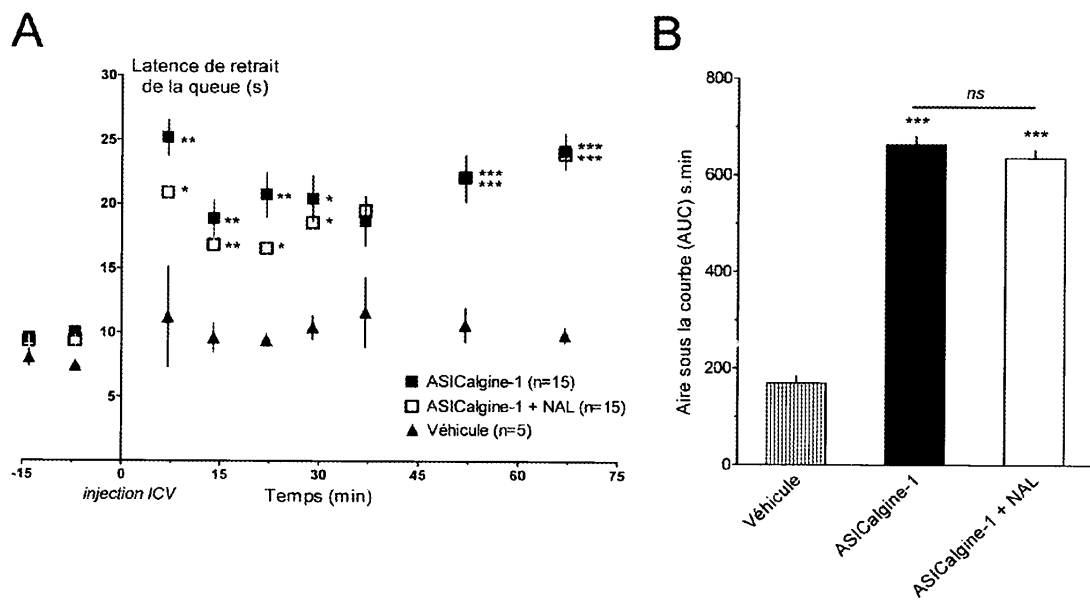 A
Latence de retrait
de la queue (s)
30
25
20
15
10
5
** 
*
**
**
**
*
*
*
***
***
***
***
■ ASICalgine-1 (n=15)
□ ASICalgine-1 + NAL (n=15)
▲ Véhicule (n=5)
-15 0 15 30 45 60 75
injection ICV
Temps (min)
B
Aire sous la courbe (AUC) s.min
800
600
400
200
0
ns
***
***
Véhicule
ASICalgine-1
ASICalgine-1 + NAL